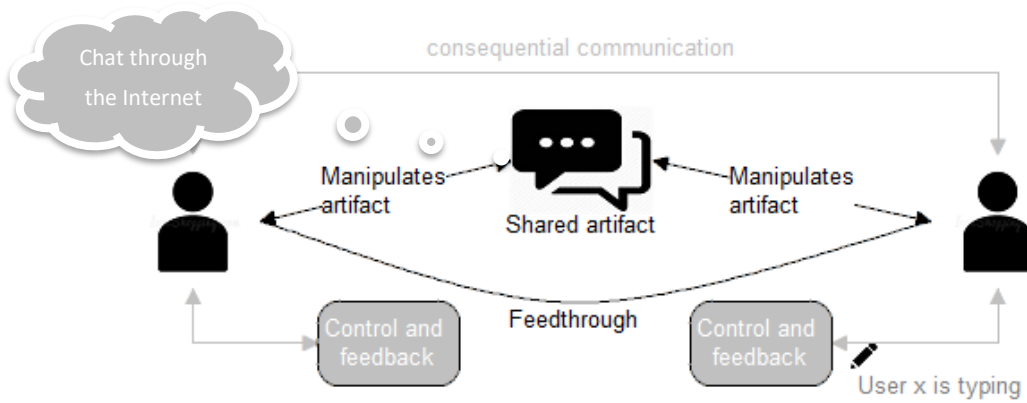 Chat through
the Internet
consequential communication
Manipulates
artifact
Manipulates
artifact
Shared artifact
Feedthrough
Control and
feedback
Control and
feedback
User x is typing